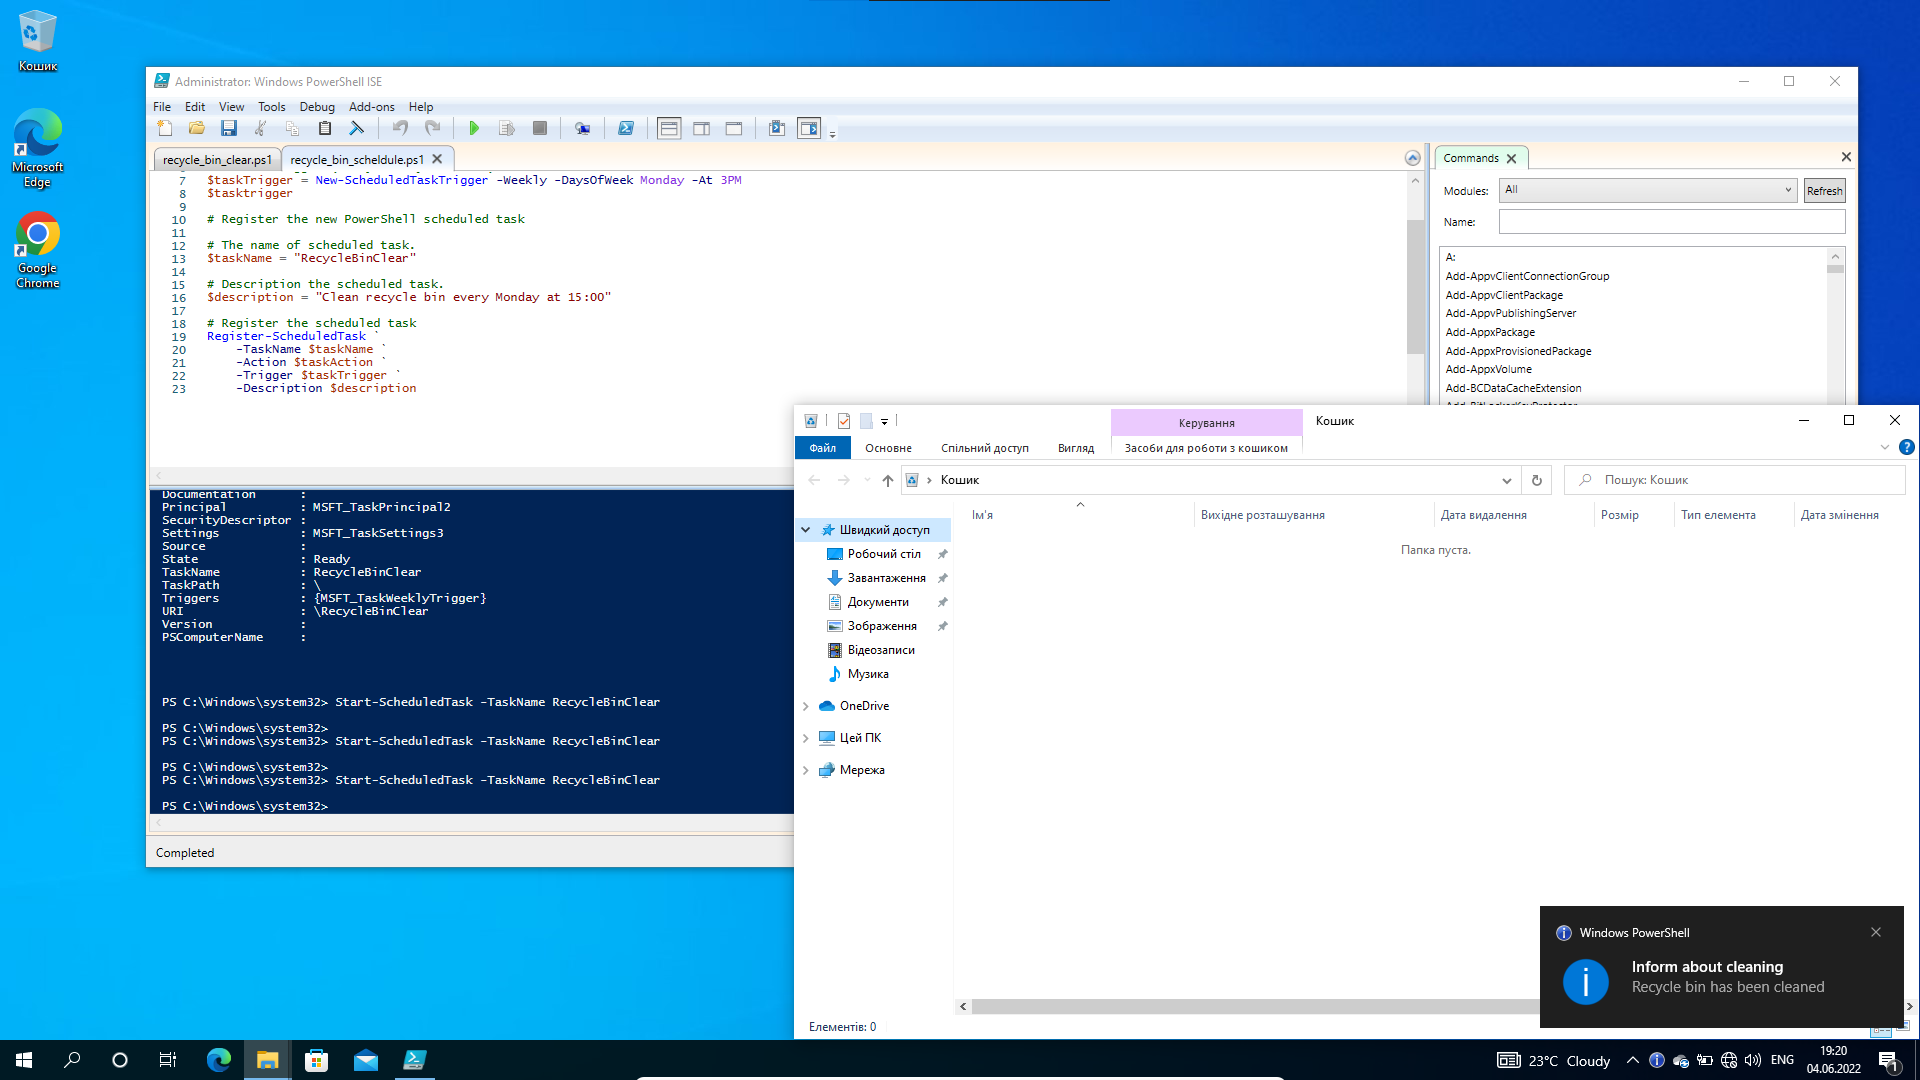 Кошик
Microsoft
Edge
Google
Chrome
Administrator: Windows PowerShell ISE
File Edit View Tools Debug Add-ons Help
recycle_bin_clear.ps1 recycle_bin_scheldule.ps1
7 $taskTrigger = New-ScheduledTaskTrigger -Weekly -DaysOfWeek Monday -At 3PM
8 $tasktrigger
9
10 # Register the new PowerShell scheduled task
11
12 # The name of scheduled task.
13 $taskName = "RecycleBinClear"
14
15 # Description the scheduled task.
16 $description = "Clean recycle bin every Monday at 15:00"
17
18 # Register the scheduled task
19 Register-ScheduledTask `
20 -TaskName $taskName `
21 -Action $taskAction `
22 -Trigger $taskTrigger `
23 -Description $description
Commands
Modules: All Refresh
Name:
A:
Add-AppvClientConnectionGroup
Add-AppvClientPackage
Add-AppvPublishingServer
Add-AppxPackage
Add-AppxProvisionedPackage
Add-AppxVolume
Add-BCDataCacheExtension
Documentation :
Principal : MSFT_TaskPrincipal2
SecurityDescriptor :
Settings : MSFT_TaskSettings3
Source :
State : Ready
TaskName : RecycleBinClear
TaskPath : \
Triggers : {MSFT_TaskWeeklyTrigger}
URI : \RecycleBinClear
Version :
PSComputerName :
PS C:\Windows\system32> Start-ScheduledTask -TaskName RecycleBinClear
PS C:\Windows\system32>
PS C:\Windows\system32> Start-ScheduledTask -TaskName RecycleBinClear
PS C:\Windows\system32>
PS C:\Windows\system32> Start-ScheduledTask -TaskName RecycleBinClear
PS C:\Windows\system32>
Completed
Керування Кошик
Файл Основне Спільний доступ Вигляд Засоби для роботи з кошиком
Кошик
Пошук: Кошик
Ім'я Вихідне розташування Дата видалення Розмір Тип елемента Дата змінення
Папка пуста.
Швидкий доступ
Робочий стіл
Завантаження
Документи
Зображення
Відеозаписи
Музика
OneDrive
Цей ПК
Мережа
Елементів: 0
Windows PowerShell
Inform about cleaning
Recycle bin has been cleaned
23°C Cloudy
ENG
19:20
04.06.2022
1